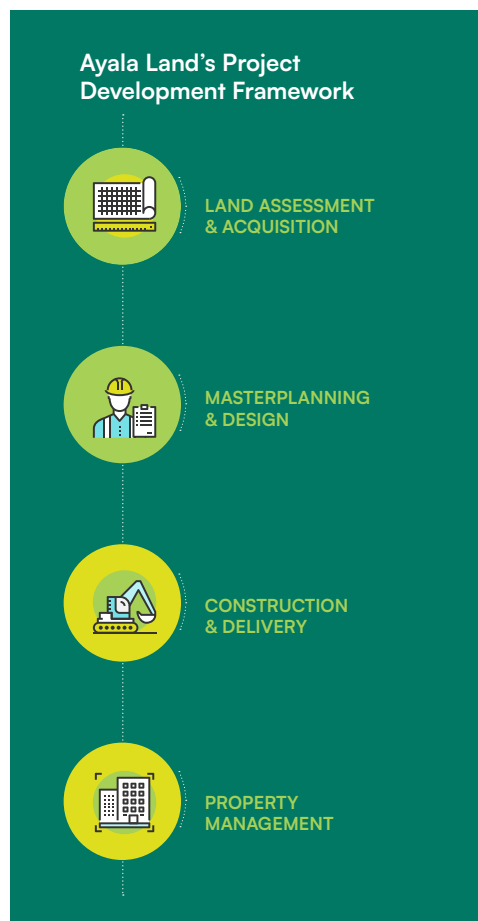 Ayala Land’s Project
Development Framework
LAND ASSESSMENT
& ACQUISITION
MASTERPLANNING
& DESIGN
CONSTRUCTION
& DELIVERY
PROPERTY
MANAGEMENT